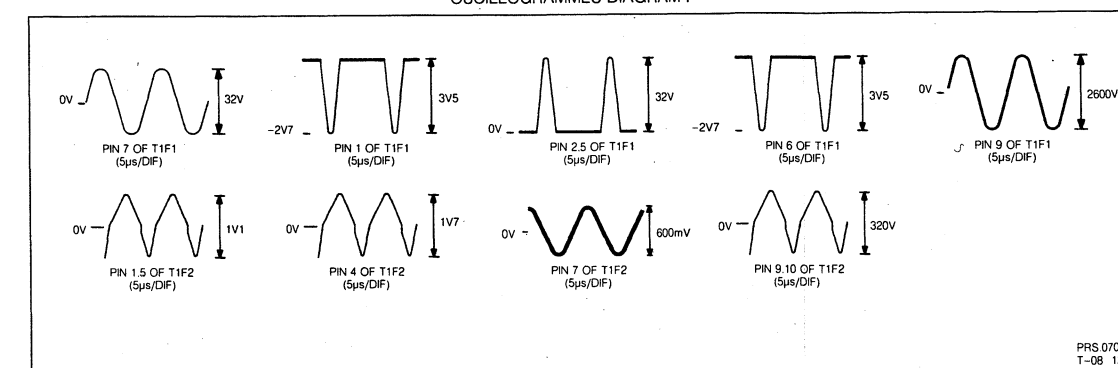 0V
32V
PIN 7 OF T1F1
(5µs/DIF)
-2V7
3V5
PIN 1 OF T1F1
(5µs/DIF)
0V
32V
PIN 2.5 OF T1F1
(5µs/DIF)
-2V7
3V5
PIN 6 OF T1F1
(5µs/DIF)
0V
2600V
PIN 9 OF T1F1
(5µs/DIF)
0V
1V1
PIN 1.5 OF T1F2
(5µs/DIF)
0V
1V7
PIN 4 OF T1F2
(5µs/DIF)
0V
600mV
PIN 7 OF T1F2
(5µs/DIF)
0V
320V
PIN 9.10 OF T1F2
(5µs/DIF)
PRS.070
T-08